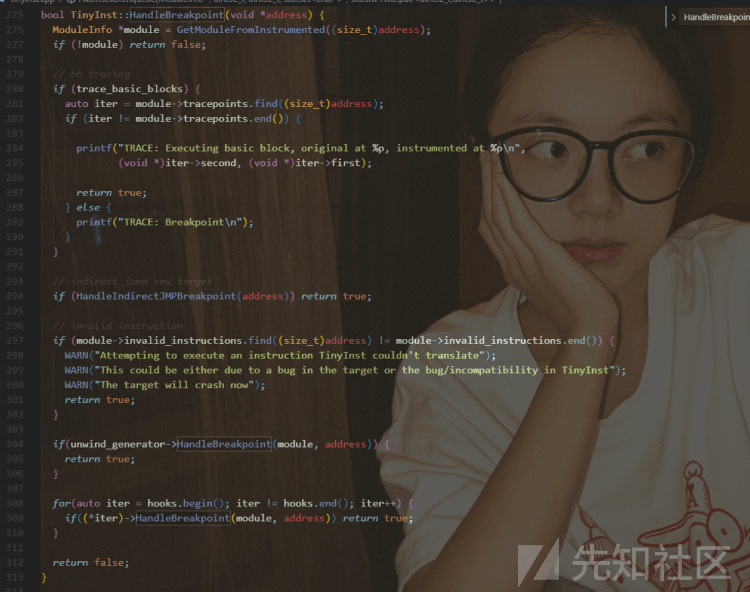 HandleBreakpoin
275 bool TinyInst::HandleBreakpoint(void *address) {
276 ModuleInfo *module = GetModuleFromInstrumented((size_t)address);
277 if (!module) return false;
278
279 // bb tracing
280 if (trace_basic_blocks) {
281 auto iter = module->tracepoints.find((size_t)address);
282 if (iter != module->tracepoints.end()) {
283
284 printf("TRACE: Executing basic block, original at %p, instrumented at %p\n",
285 (void *)iter->second, (void *)iter->first);
286
287 return true;
288 } else {
289 printf("TRACE: Breakpoint\n");
290 }
291 }
292
293 // indirect jump new target
294 if (HandleIndirectJMPBreakpoint(address)) return true;
295
296 // invalid instruction
297 if (module->invalid_instructions.find((size_t)address) != module->invalid_instructions.end()) {
298 WARN("Attempting to execute an instruction TinyInst couldn't translate");
299 WARN("This could be either due to a bug in the target or the bug/incompatibility in TinyInst");
300 WARN("The target will crash now");
301 return true;
302 }
303
304 if(unwind_generator->HandleBreakpoint(module, address)) {
305 return true;
306 }
307
308 for(auto iter = hooks.begin(); iter != hooks.end(); iter++) {
309 if((*iter)->HandleBreakpoint(module, address)) return true;
310 }
311
312 return false;
313 }
先知社区